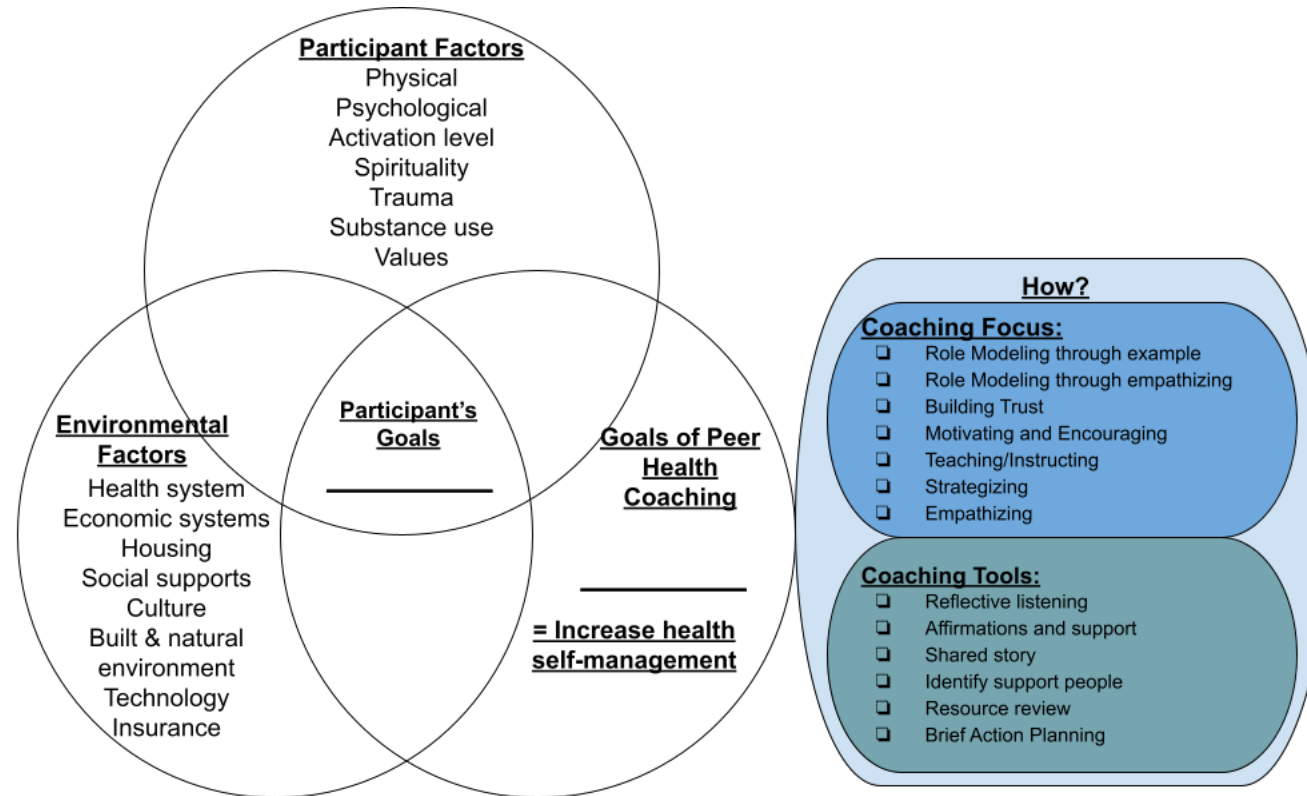 Participant Factors
Physical
Psychological
Activation level
Spirituality
Trauma
Substance use
Values
Environmental
Factors
Health system
Economic systems
Housing
Social supports
Culture
Built & natural
environment
Technology
Insurance
Participant's
Goals
Goals of Peer
Health
Coaching
= Increase health
self-management
How?
Coaching Focus:
❏ Role Modeling through example
❏ Role Modeling through empathizing
❏ Building Trust
❏ Motivating and Encouraging
❏ Teaching/Instructing
❏ Strategizing
❏ Empathizing
Coaching Tools:
❏ Reflective listening
❏ Affirmations and support
❏ Shared story
❏ Identify support people
❏ Resource review
❏ Brief Action Planning